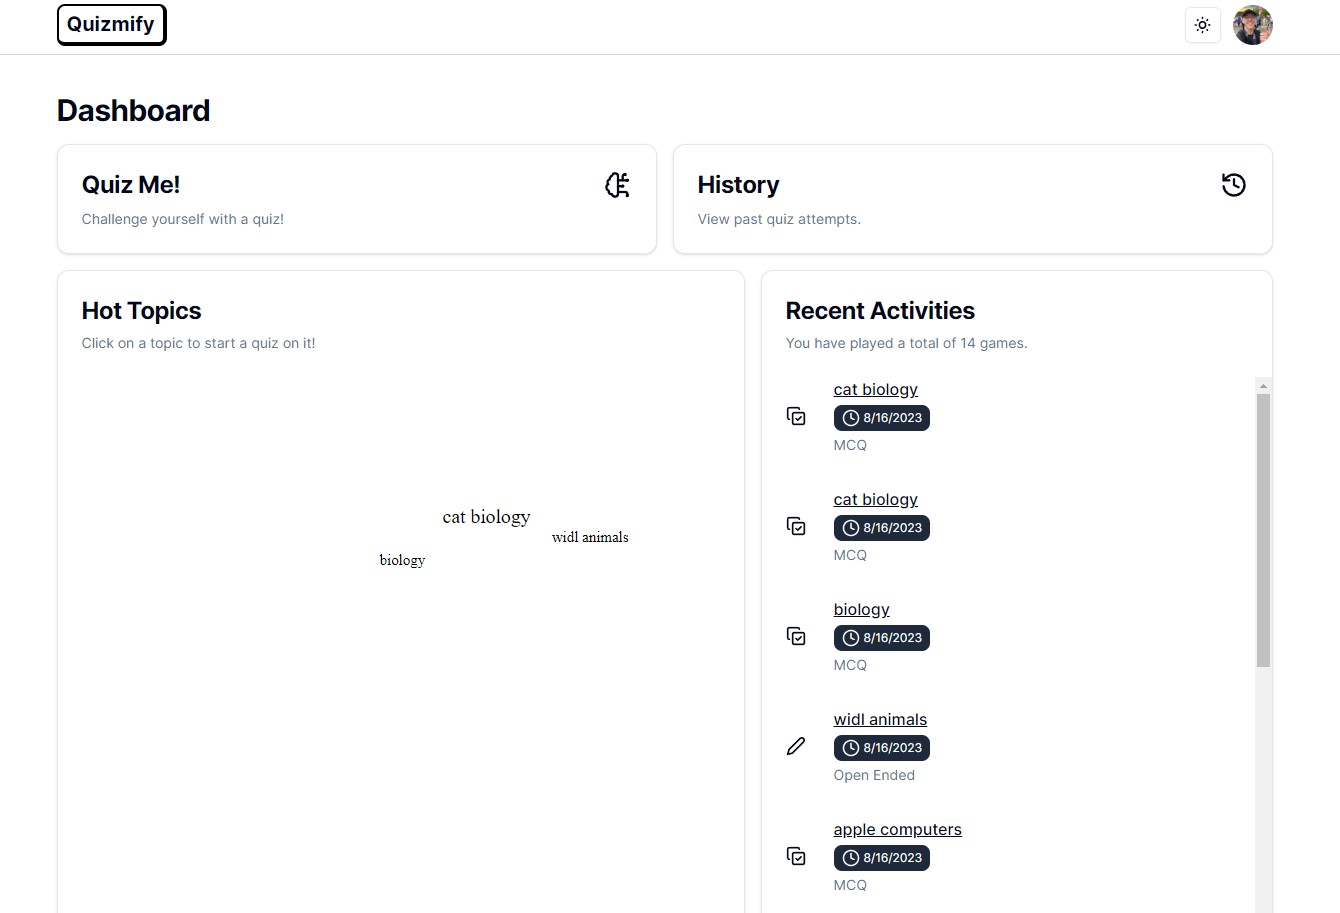 Quizmify
Dashboard
Quiz Me!
Challenge yourself with a quiz!
History
View past quiz attempts.
Hot Topics
Click on a topic to start a quiz on it!
cat biology
widl animals
biology
Recent Activities
You have played a total of 14 games.
cat biology
8/16/2023
MCQ
cat biology
8/16/2023
MCQ
biology
8/16/2023
MCQ
widl animals
8/16/2023
Open Ended
apple computers
8/16/2023
MCQ